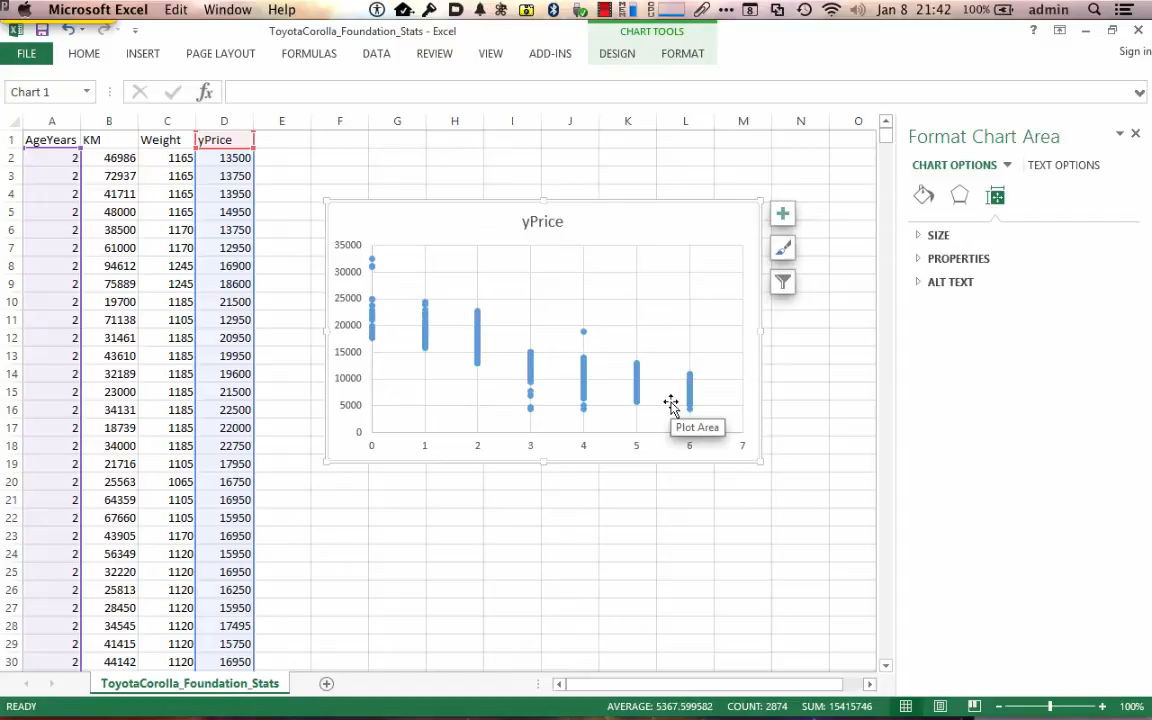 Microsoft Excel Edit Window Help Jan 8 21:42 100% admin
ToyotaCorolla_Foundation_Stats - Excel
CHART TOOLS
FILE HOME INSERT PAGE LAYOUT FORMULAS DATA REVIEW VIEW ADD-INS DESIGN FORMAT Sign in
Chart 1 fx
A B C D E F G H I J K L M N O
1 AgeYears KM Weight yPrice
2 2 46986 1165 13500
3 2 72937 1165 13750
4 2 41711 1165 13950
5 2 48000 1165 14950
6 2 38500 1170 13750
7 2 61000 1170 12950
8 2 94612 1245 16900
9 2 75889 1245 18600
10 2 19700 1185 21500
11 2 71138 1105 12950
12 2 31461 1185 20950
13 2 43610 1185 19950
14 2 32189 1185 19600
15 2 23000 1185 21500
16 2 34131 1185 22500
17 2 18739 1185 22000
18 2 34000 1185 22750
19 2 21716 1105 17950
20 2 25563 1065 16750
21 2 64359 1105 16950
22 2 67660 1105 15950
23 2 43905 1170 16950
24 2 56349 1120 15950
25 2 32220 1120 16950
26 2 25813 1120 16250
27 2 28450 1120 15950
28 2 34545 1120 17495
29 2 41415 1120 15750
30 2 44142 1120 16950
yPrice
35000
30000
25000
20000
15000
10000
5000
0
0 1 2 3 4 5 6 7
Plot Area
Format Chart Area
CHART OPTIONS TEXT OPTIONS
SIZE
PROPERTIES
ALT TEXT
ToyotaCorolla_Foundation_Stats
READY AVERAGE: 5367.599582 COUNT: 2874 SUM: 15415746 100%